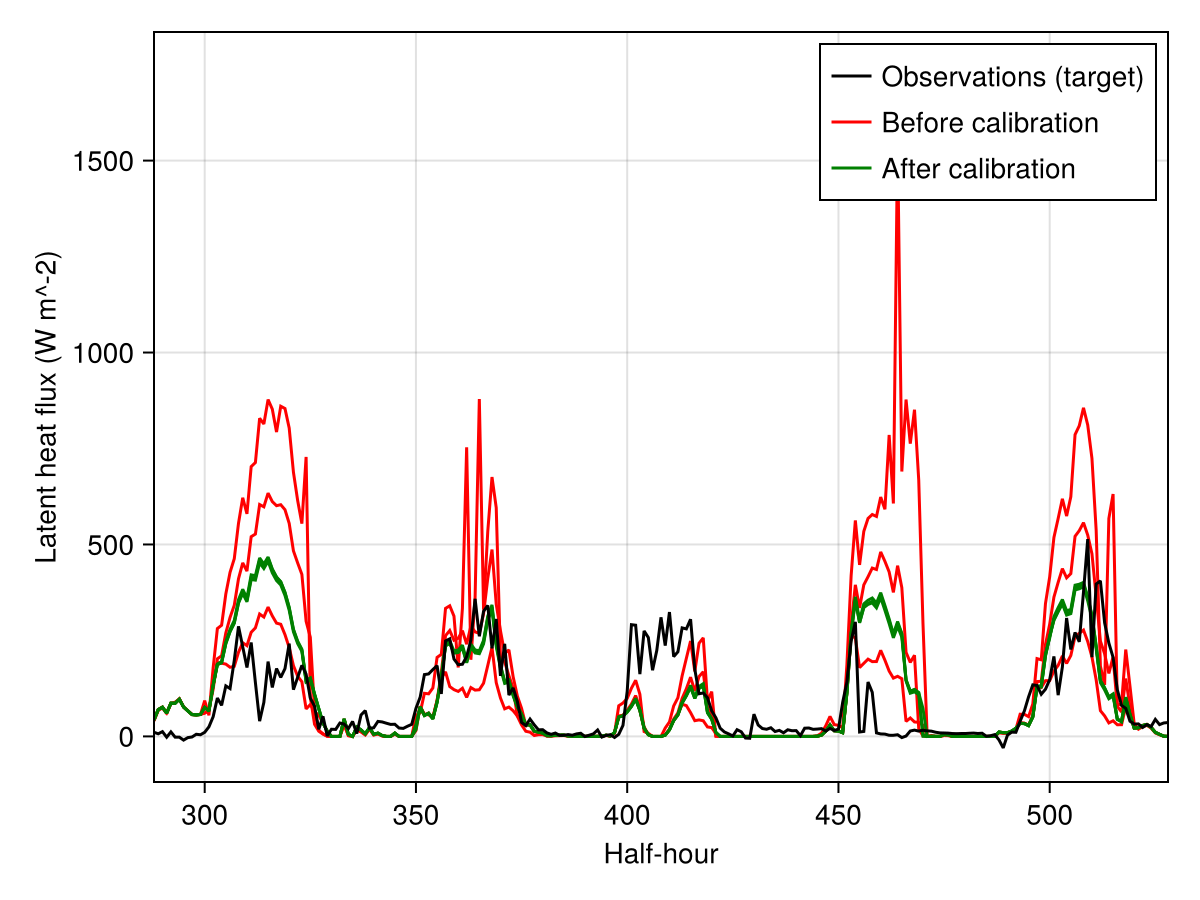 Observations (target)
Before calibration
After calibration
Latent heat flux (W m^-2)
1500
1000
500
0
300 350 400 450 500
Half-hour